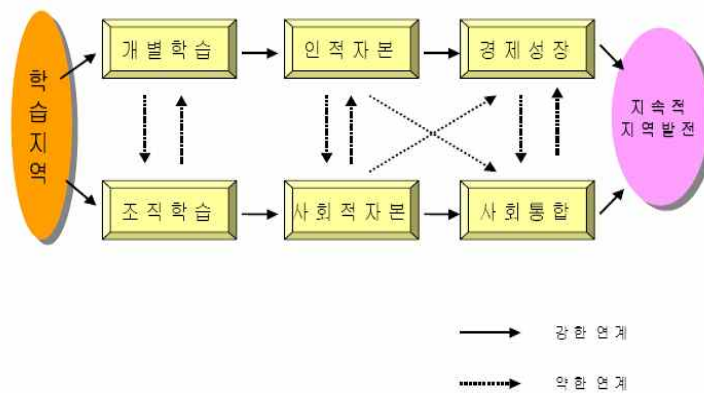 학습지역
개별학습
인적자본
경제성장
지속적
지역발전
조직학습
사회적자본
사회통합
강한 연계
약한 연계